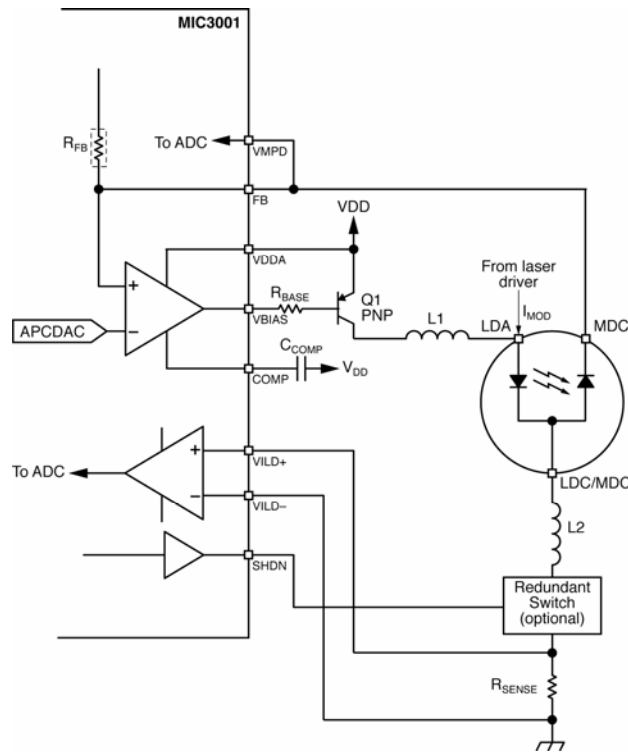 MIC3001
RFB
To ADC
VMPD
FB
VDD
VDDA
From laser
driver
RBASE
Q1
PNP
L1
LDA
IMOD
MDC
APCDAC
VBIAS
CCOMP
VDD
COMP
To ADC
VILD+
VILD–
LDC/MDC
L2
SHDN
Redundant
Switch
(optional)
RSENSE